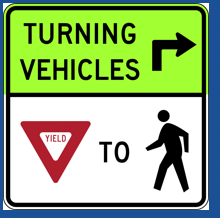 TURNING
VEHICLES
YIELD
TO